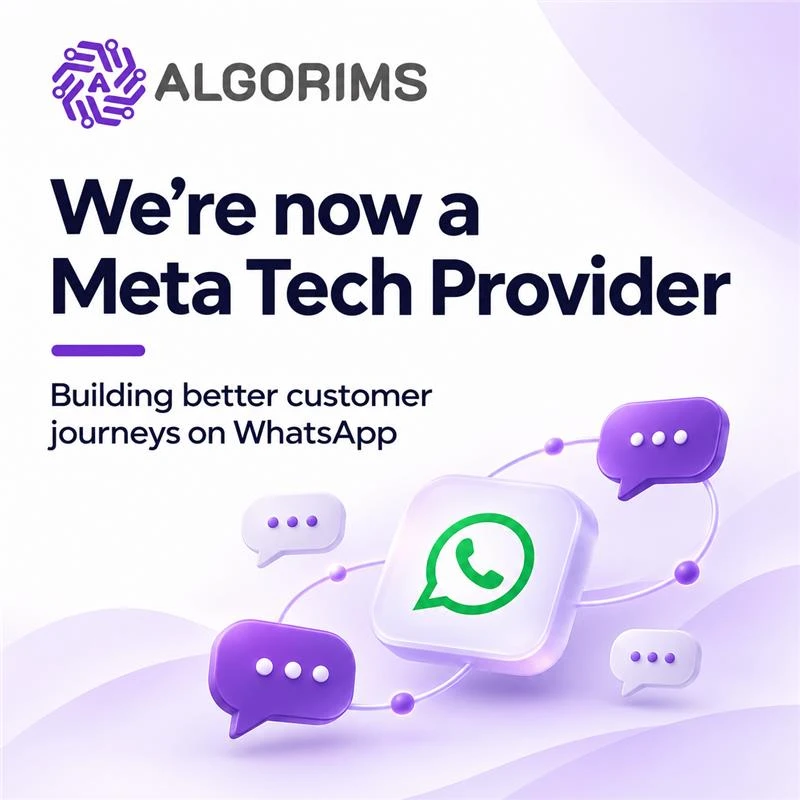 ALGORIMS
We're now a
Meta Tech Provider
Building better customer
journeys on WhatsApp